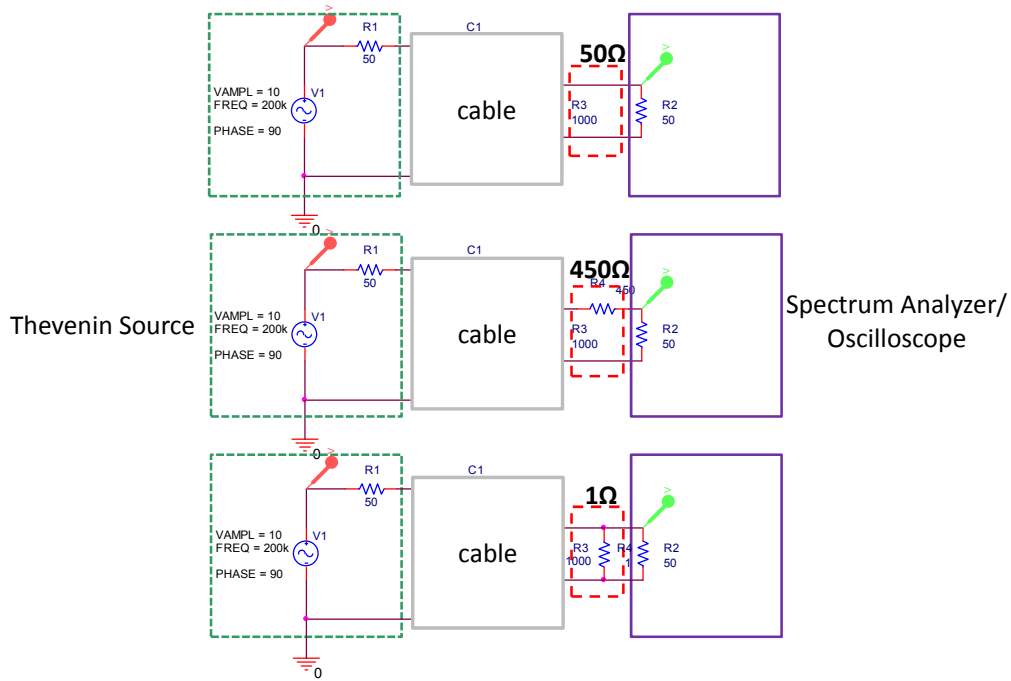 R1
50
C1
VAMPL = 10
FREQ = 200k
PHASE = 90
V1
0
cable
50Ω
R3
1000
R2
50
V
V
R1
50
C1
VAMPL = 10
FREQ = 200k
PHASE = 90
V1
0
cable
450Ω
R4
450
R3
1000
R2
50
V
V
Thevenin Source
Spectrum Analyzer/
Oscilloscope
R1
50
C1
VAMPL = 10
FREQ = 200k
PHASE = 90
V1
0
cable
1Ω
R3
1000
R4
1
R2
50
V
V